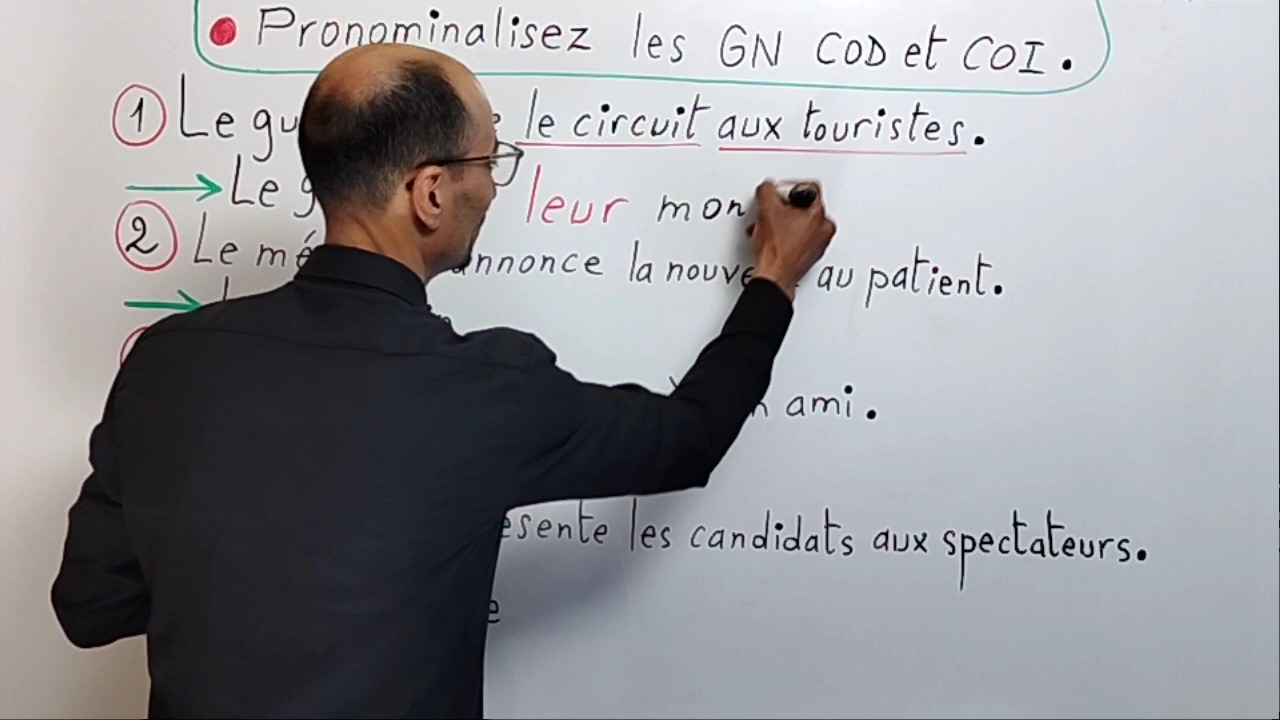 Pronominalisez les GN COD et COI.
1 Le gu le circuit aux touristes.
Le g leur mon
2 Le mé annonce la nouve au patient.
ami.
ésente les candidats aux spectateurs.
e